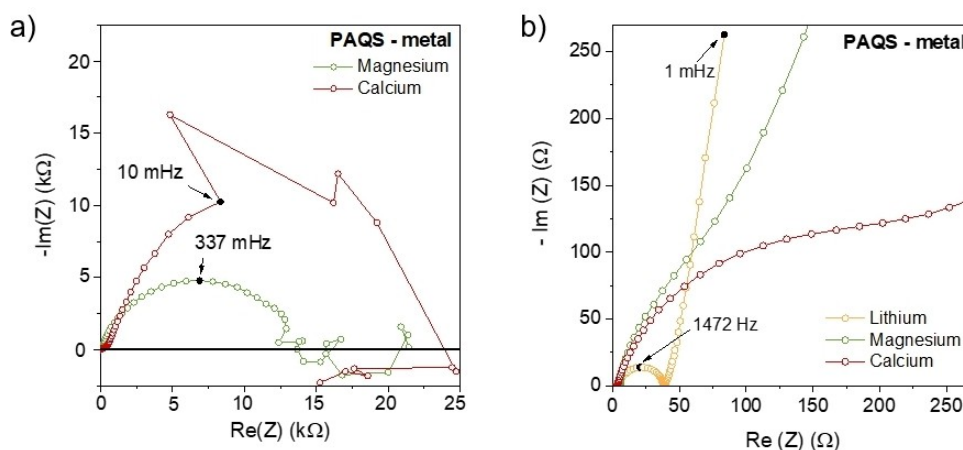 a)
PAQS - metal
Magnesium
Calcium
10 mHz
337 mHz
25
20
15
10
5
0
-Im(Z) (kΩ)
0 5 10 15 20 25
Re(Z) (kΩ)
b)
PAQS - metal
1 mHz
1472 Hz
Lithium
Magnesium
Calcium
250
200
150
100
50
0
- Im (Z) (Ω)
0 50 100 150 200 250
Re (Z) (Ω)